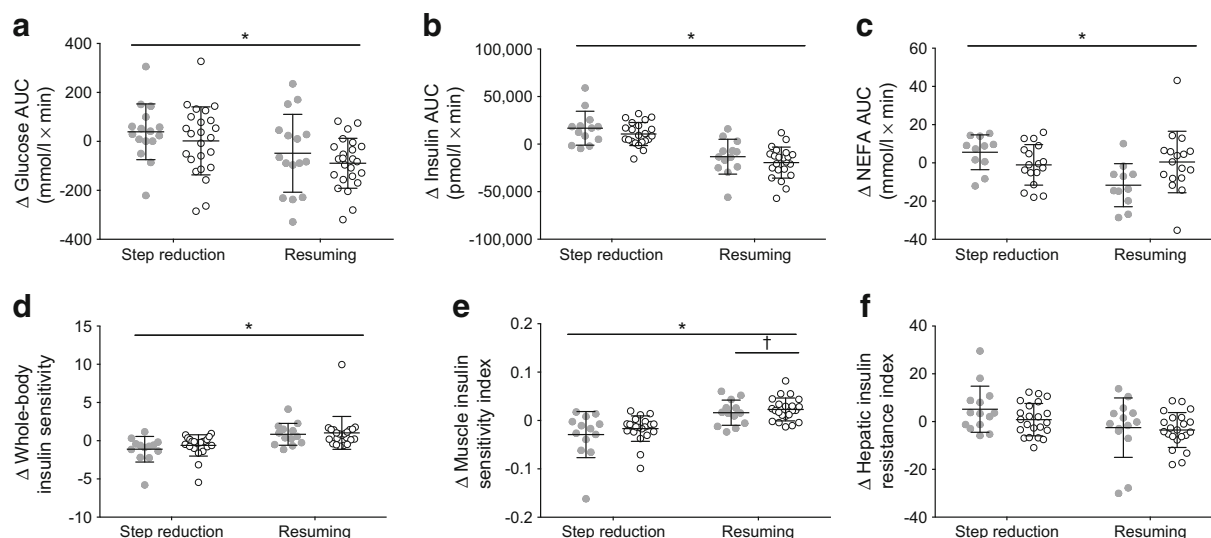 a
Δ Glucose AUC
(mmol/l × min)
400
200
0
-200
-400
*
Step reduction
Resuming
b
Δ Insulin AUC
(pmol/l × min)
100,000
50,000
0
-50,000
-100,000
*
Step reduction
Resuming
c
Δ NEFA AUC
(mmol/l × min)
60
40
20
0
-20
-40
*
Step reduction
Resuming
d
Δ Whole-body
insulin sensitivity
15
10
5
0
-5
-10
*
Step reduction
Resuming
e
Δ Muscle insulin
sensitivity index
0.2
0.1
0
-0.1
-0.2
*
†
Step reduction
Resuming
f
Δ Hepatic insulin
resistance index
40
20
0
-20
-40
Step reduction
Resuming